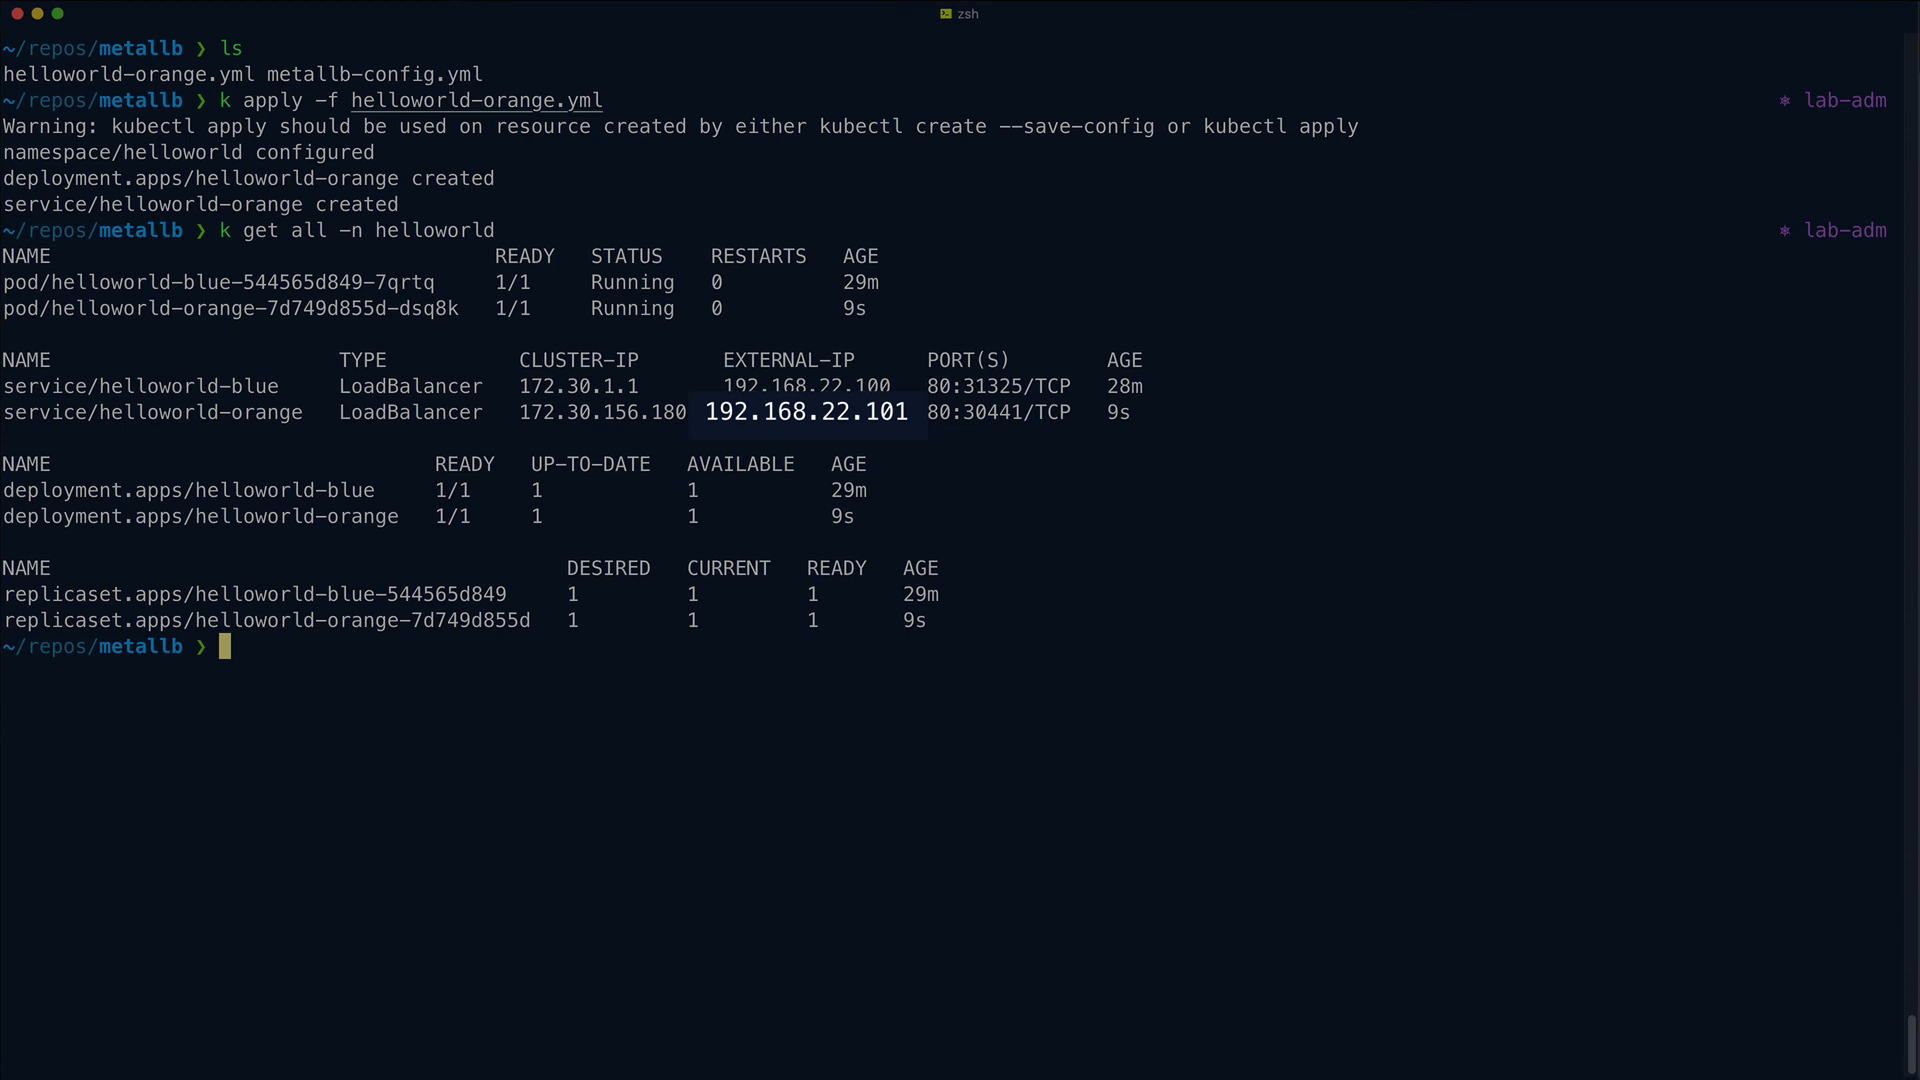 zsh
~/repos/metallb ❯ ls
helloworld-orange.yml metallb-config.yml
~/repos/metallb ❯ k apply -f helloworld-orange.yml ⎈ lab-adm
Warning: kubectl apply should be used on resource created by either kubectl create --save-config or kubectl apply
namespace/helloworld configured
deployment.apps/helloworld-orange created
service/helloworld-orange created
~/repos/metallb ❯ k get all -n helloworld ⎈ lab-adm
NAME READY STATUS RESTARTS AGE
pod/helloworld-blue-544565d849-7qrtq 1/1 Running 0 29m
pod/helloworld-orange-7d749d855d-dsq8k 1/1 Running 0 9s
NAME TYPE CLUSTER-IP EXTERNAL-IP PORT(S) AGE
service/helloworld-blue LoadBalancer 172.30.1.1 192.168.22.100 80:31325/TCP 28m
service/helloworld-orange LoadBalancer 172.30.156.180 192.168.22.101 80:30441/TCP 9s
NAME READY UP-TO-DATE AVAILABLE AGE
deployment.apps/helloworld-blue 1/1 1 1 29m
deployment.apps/helloworld-orange 1/1 1 1 9s
NAME DESIRED CURRENT READY AGE
replicaset.apps/helloworld-blue-544565d849 1 1 1 29m
replicaset.apps/helloworld-orange-7d749d855d 1 1 1 9s
~/repos/metallb ❯